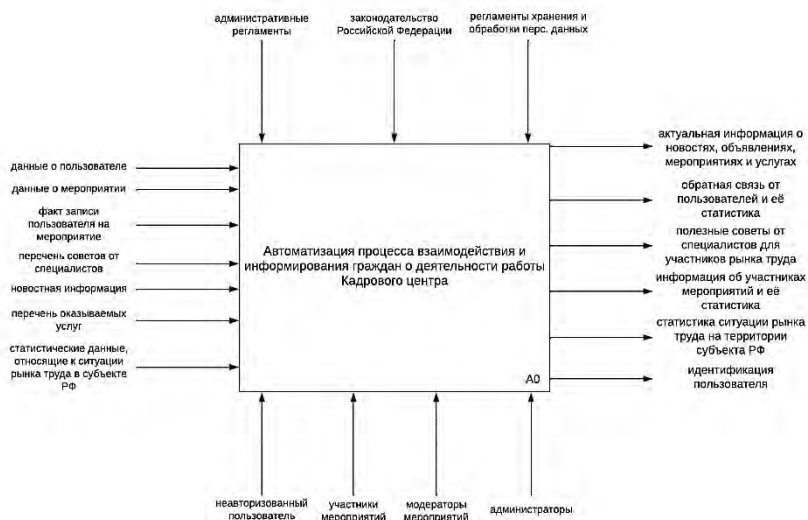 административные
регламенты
законодательство
Российской Федерации
регламенты хранения и
обработки перс. данных
данные о пользователе
данные о мероприятии
факт записи
пользователя на
мероприятие
перечень советов от
специалистов
новостная информация
перечень оказываемых
услуг
статистические данные,
относящие к ситуации
рынка труда в субъекте
РФ
Автоматизация процесса взаимодействия и
информирования граждан о деятельности работы
Кадрового центра
A0
актуальная информация о
новостях, объявлениях,
мероприятиях и услугах
обратная связь от
пользователей и её
статистика
полезные советы от
специалистов для
участников рынка труда
информация об участниках
мероприятий и её
статистика
статистика ситуации рынка
труда на территории
субъекта РФ
идентификация
пользователя
неавторизованный
пользователь
участники
мероприятий
модераторы
мероприятий
администраторы